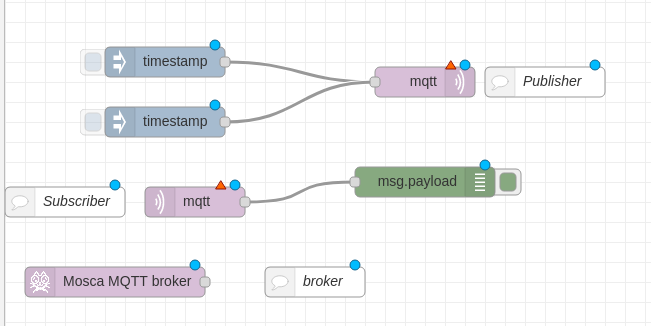 timestamp
mqtt
Publisher
timestamp
msg.payload
Subscriber
mqtt
Mosca MQTT broker
broker